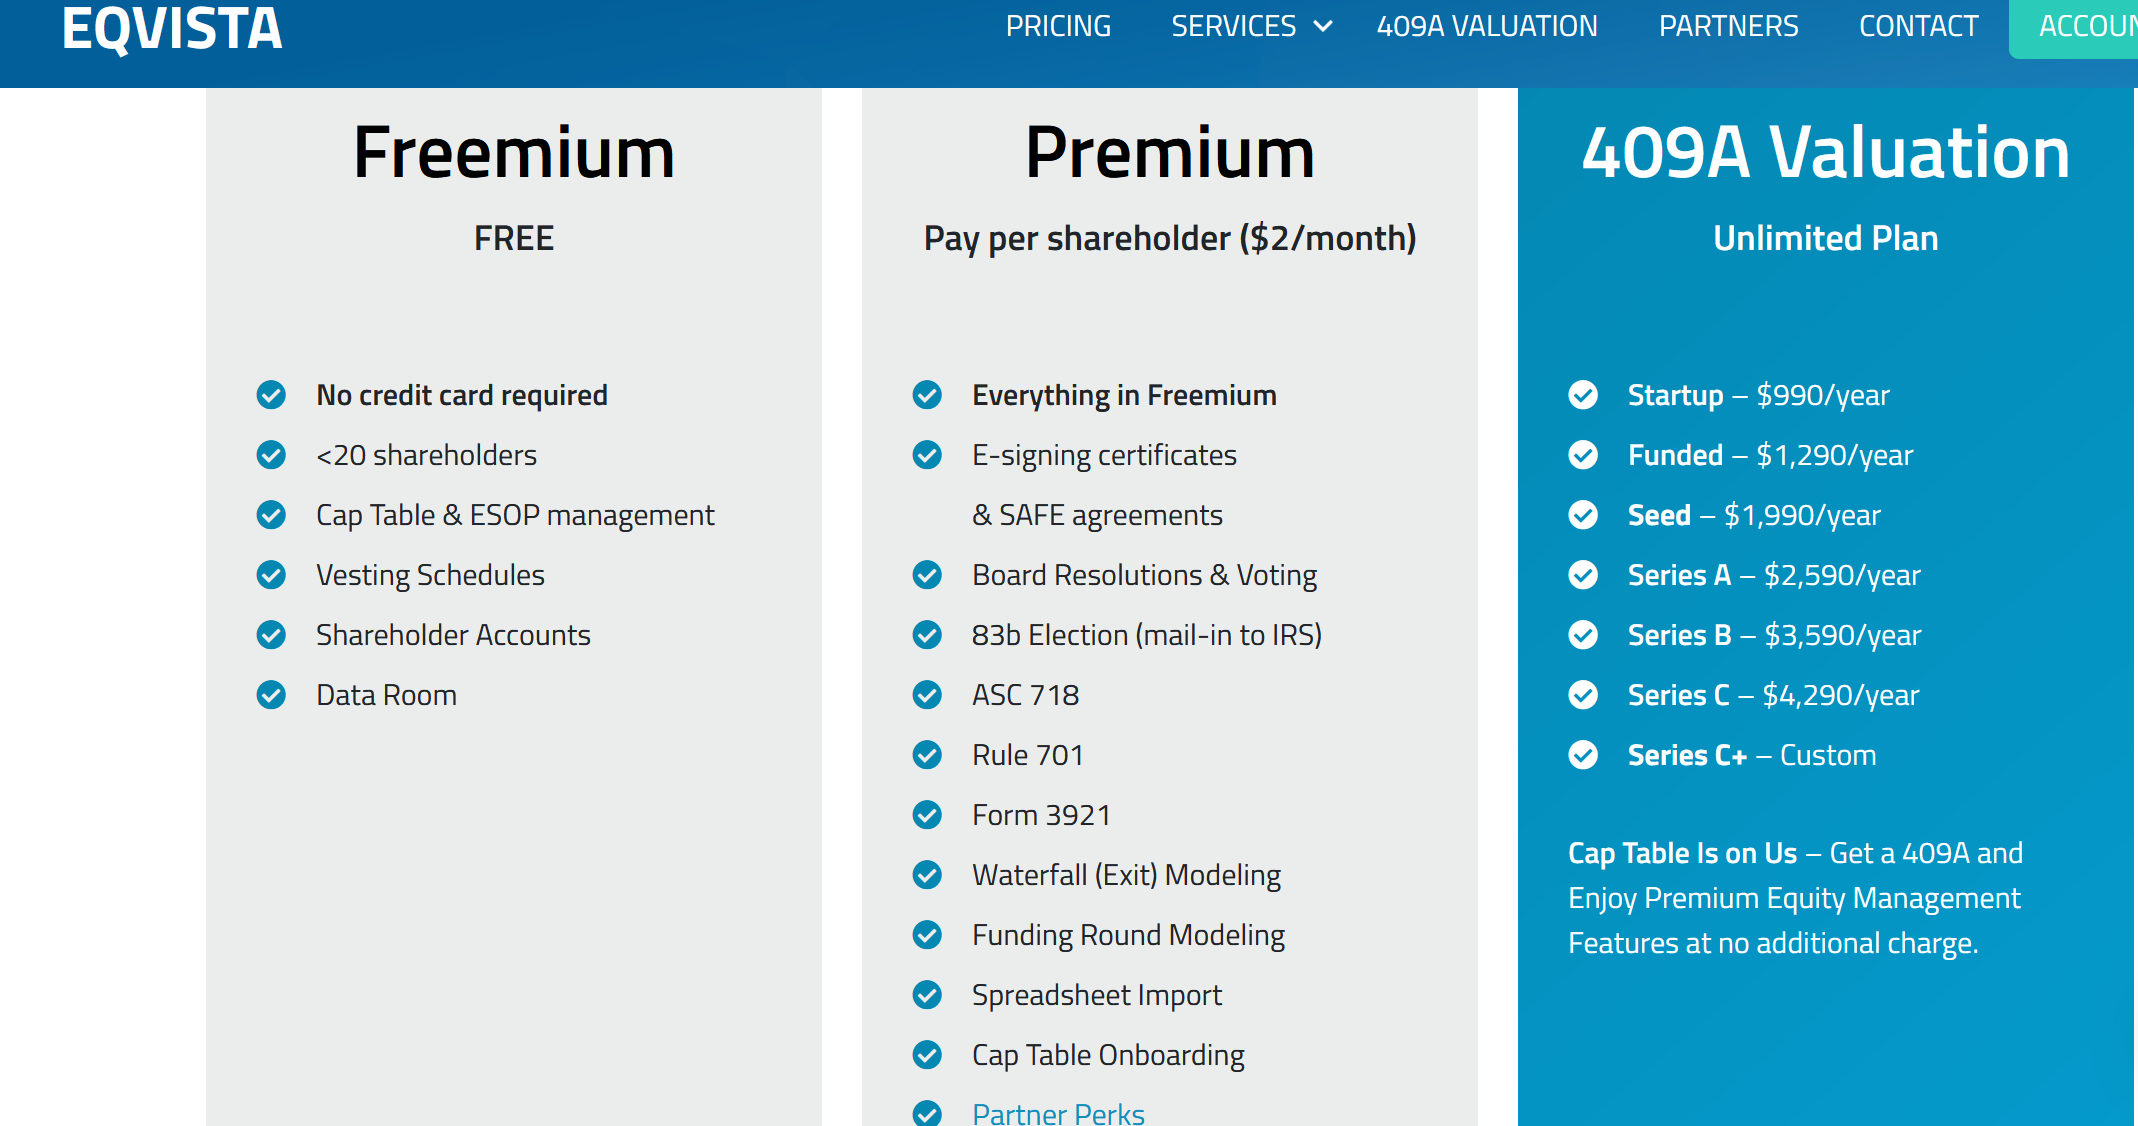 EQVISTA
PRICING
SERVICES
409A VALUATION
PARTNERS
CONTACT
ACCOUN
Freemium
FREE
No credit card required
<20 shareholders
Cap Table & ESOP management
Vesting Schedules
Shareholder Accounts
Data Room
Premium
Pay per shareholder ($2/month)
Everything in Freemium
E-signing certificates
& SAFE agreements
Board Resolutions & Voting
83b Election (mail-in to IRS)
ASC 718
Rule 701
Form 3921
Waterfall (Exit) Modeling
Funding Round Modeling
Spreadsheet Import
Cap Table Onboarding
Partner Perks
409A Valuation
Unlimited Plan
Startup – $990/year
Funded – $1,290/year
Seed – $1,990/year
Series A – $2,590/year
Series B – $3,590/year
Series C – $4,290/year
Series C+ – Custom
Cap Table Is on Us – Get a 409A and
Enjoy Premium Equity Management
Features at no additional charge.